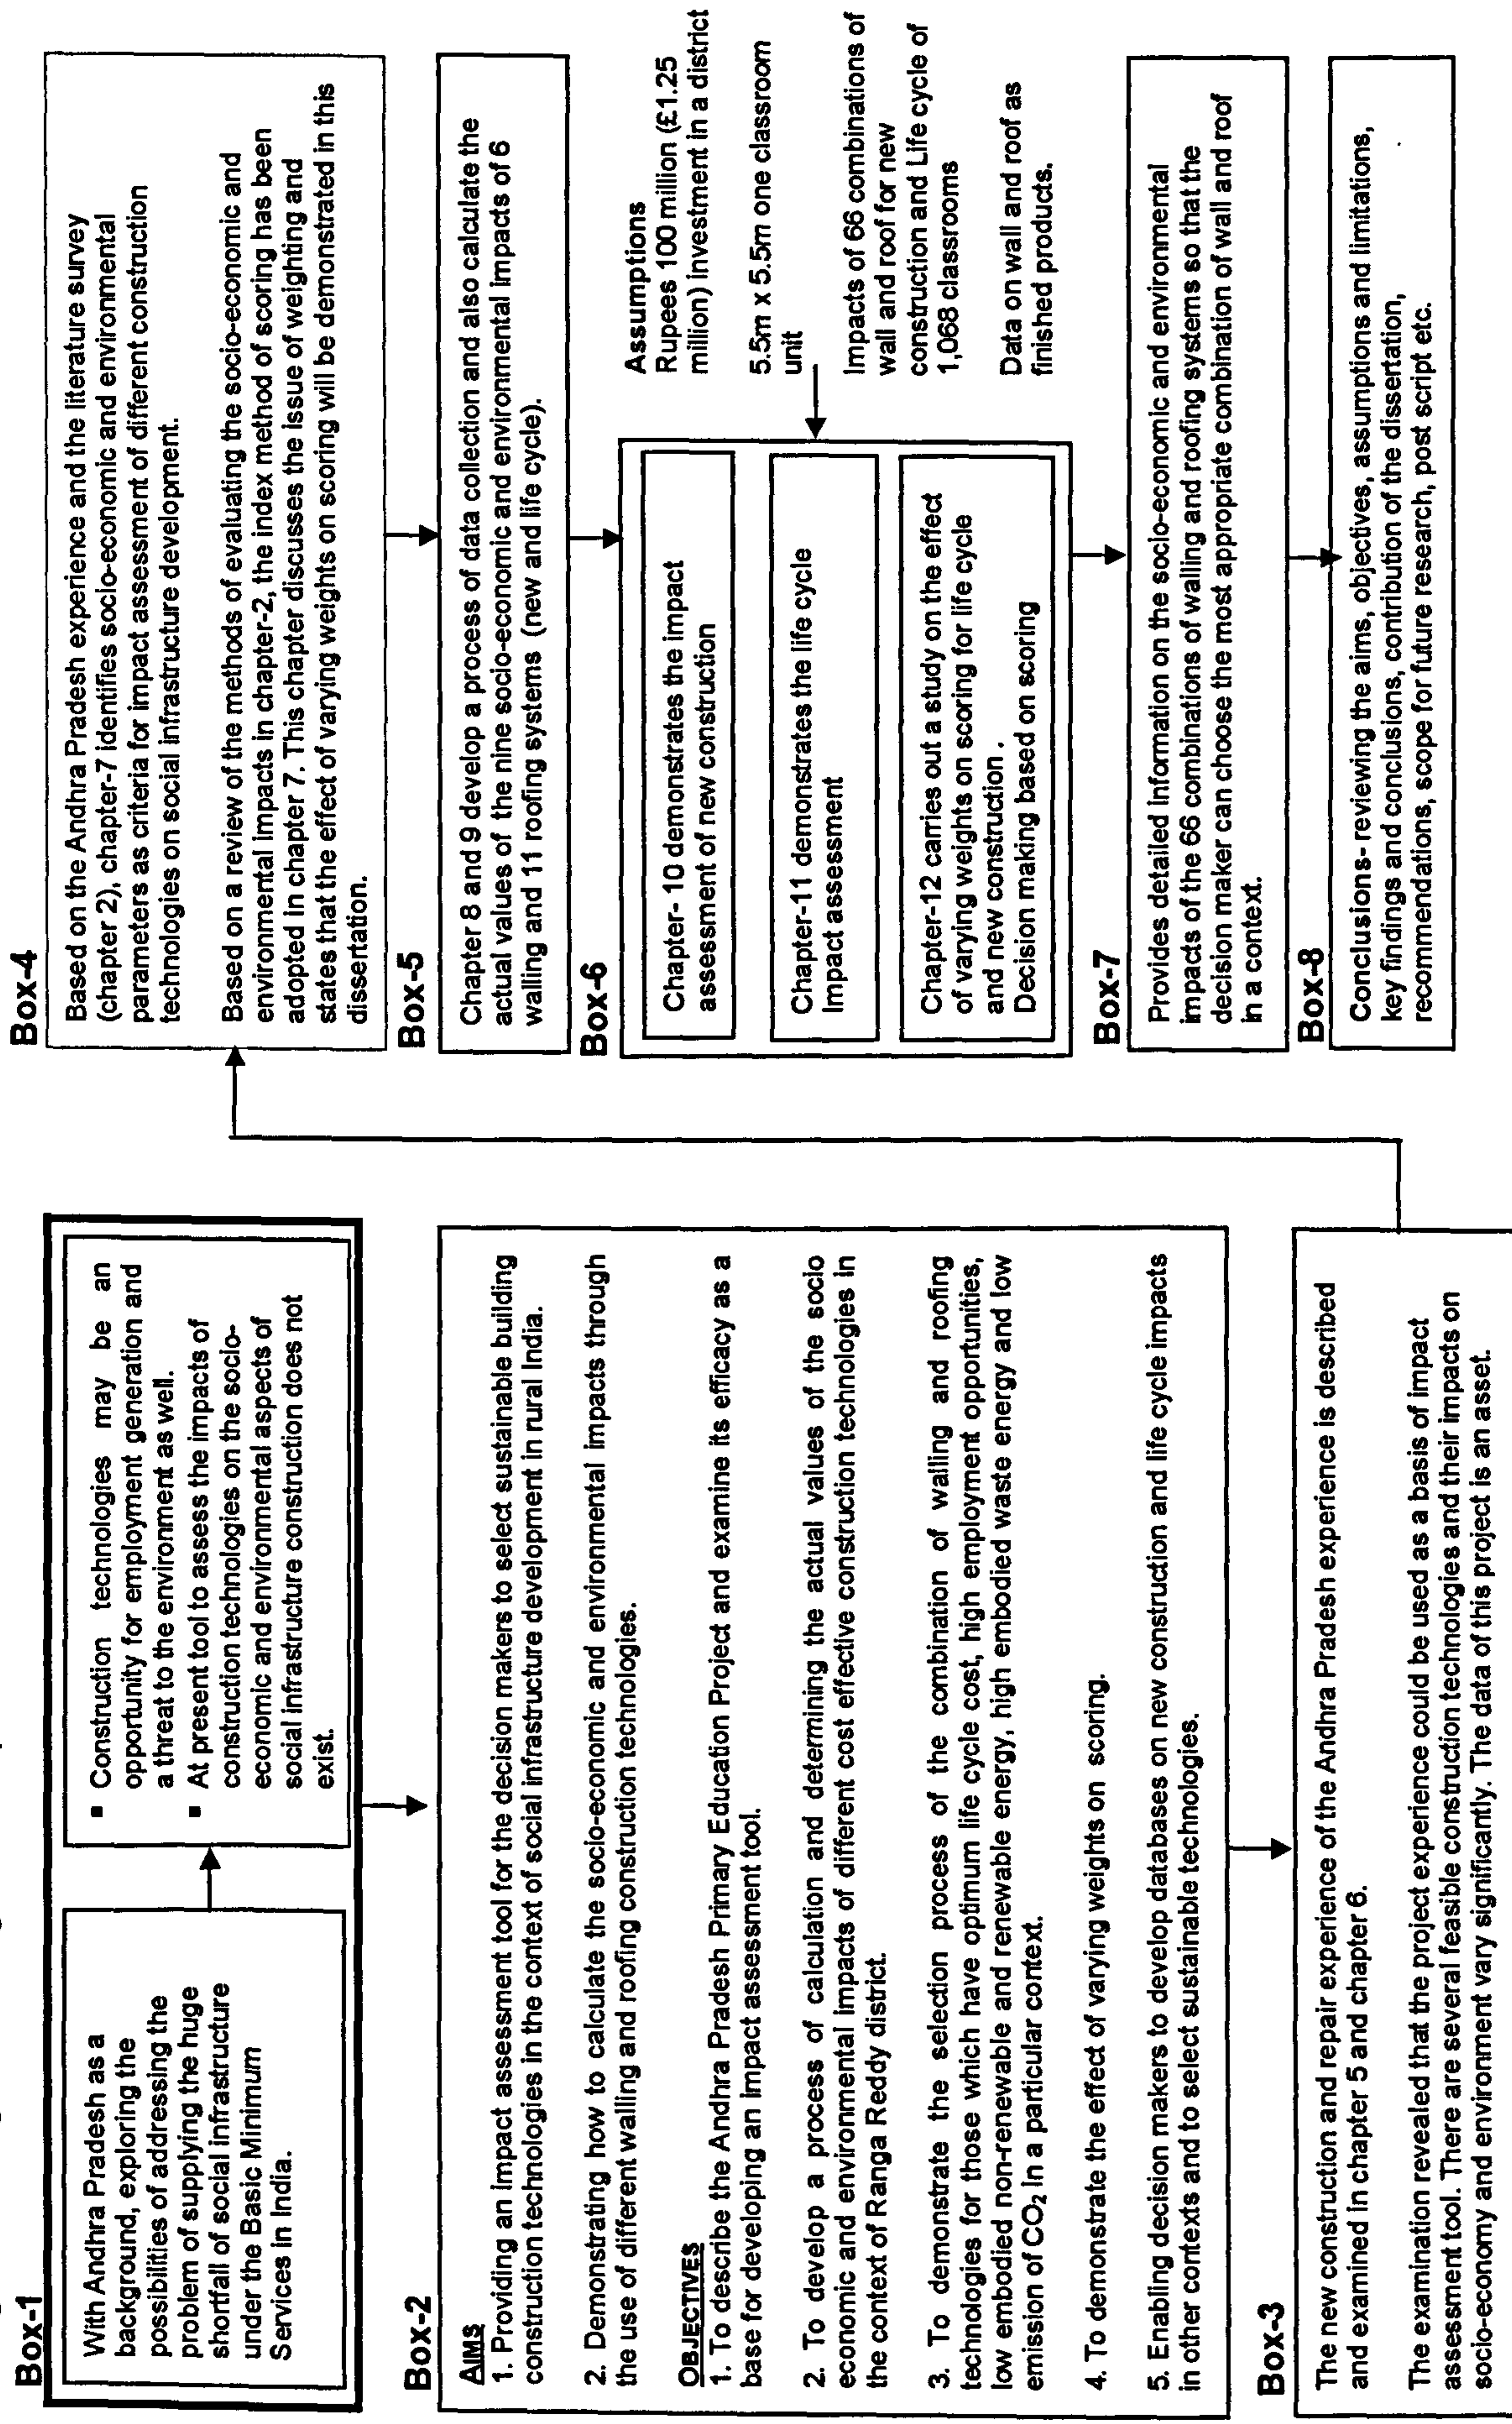 Box-1
With Andhra Pradesh as a
background, exploring the
possibilities of addressing the
problem of supplying the huge
shortfall of social infrastructure
under the Basic Minimum
Services in India.
▪ Construction technologies may be an
opportunity for employment generation and
a threat to the environment as well.
▪ At present tool to assess the impacts of
construction technologies on the socio-
economic and environmental aspects of
social infrastructure construction does not
exist.
Box-2
AIMS
1. Providing an impact assessment tool for the decision makers to select sustainable building
construction technologies in the context of social infrastructure development in rural India.
2. Demonstrating how to calculate the socio-economic and environmental impacts through
the use of different walling and roofing construction technologies.
OBJECTIVES
1. To describe the Andhra Pradesh Primary Education Project and examine its efficacy as a
base for developing an impact assessment tool.
2. To develop a process of calculation and determining the actual values of the socio
economic and environmental impacts of different cost effective construction technologies in
the context of Ranga Reddy district.
3. To demonstrate the selection process of the combination of walling and roofing
technologies for those which have optimum life cycle cost, high employment opportunities,
low embodied non-renewable and renewable energy, high embodied waste energy and low
emission of CO₂ in a particular context.
4. To demonstrate the effect of varying weights on scoring.
5. Enabling decision makers to develop databases on new construction and life cycle impacts
in other contexts and to select sustainable technologies.
Box-3
The new construction and repair experience of the Andhra Pradesh experience is described
and examined in chapter 5 and chapter 6.
The examination revealed that the project experience could be used as a basis of impact
assessment tool. There are several feasible construction technologies and their impacts on
socio-economy and environment vary significantly. The data of this project is an asset.
Box-4
Based on the Andhra Pradesh experience and the literature survey
(chapter 2), chapter-7 identifies socio-economic and environmental
parameters as criteria for impact assessment of different construction
technologies on social infrastructure development.
Based on a review of the methods of evaluating the socio-economic and
environmental impacts in chapter-2, the index method of scoring has been
adopted in chapter 7. This chapter discusses the issue of weighting and
states that the effect of varying weights on scoring will be demonstrated in this
dissertation.
Box-5
Chapter 8 and 9 develop a process of data collection and also calculate the
actual values of the nine socio-economic and environmental impacts of 6
walling and 11 roofing systems (new and life cycle).
Box-6
Chapter- 10 demonstrates the impact
assessment of new construction
Chapter-11 demonstrates the life cycle
Impact assessment
Chapter-12 carries out a study on the effect
of varying weights on scoring for life cycle
and new construction .
Decision making based on scoring
Assumptions
Rupees 100 million (£1.25
million) investment in a district
5.5m x 5.5m one classroom
unit
Impacts of 66 combinations of
wall and roof for new
construction and Life cycle of
1,068 classrooms
Data on wall and roof as
finished products.
Box-7
Provides detailed information on the socio-economic and environmental
impacts of the 66 combinations of walling and roofing systems so that the
decision maker can choose the most appropriate combination of wall and roof
in a context.
Box-8
Conclusions- reviewing the aims, objectives, assumptions and limitations,
key findings and conclusions, contribution of the dissertation,
recommendations, scope for future research, post script etc.